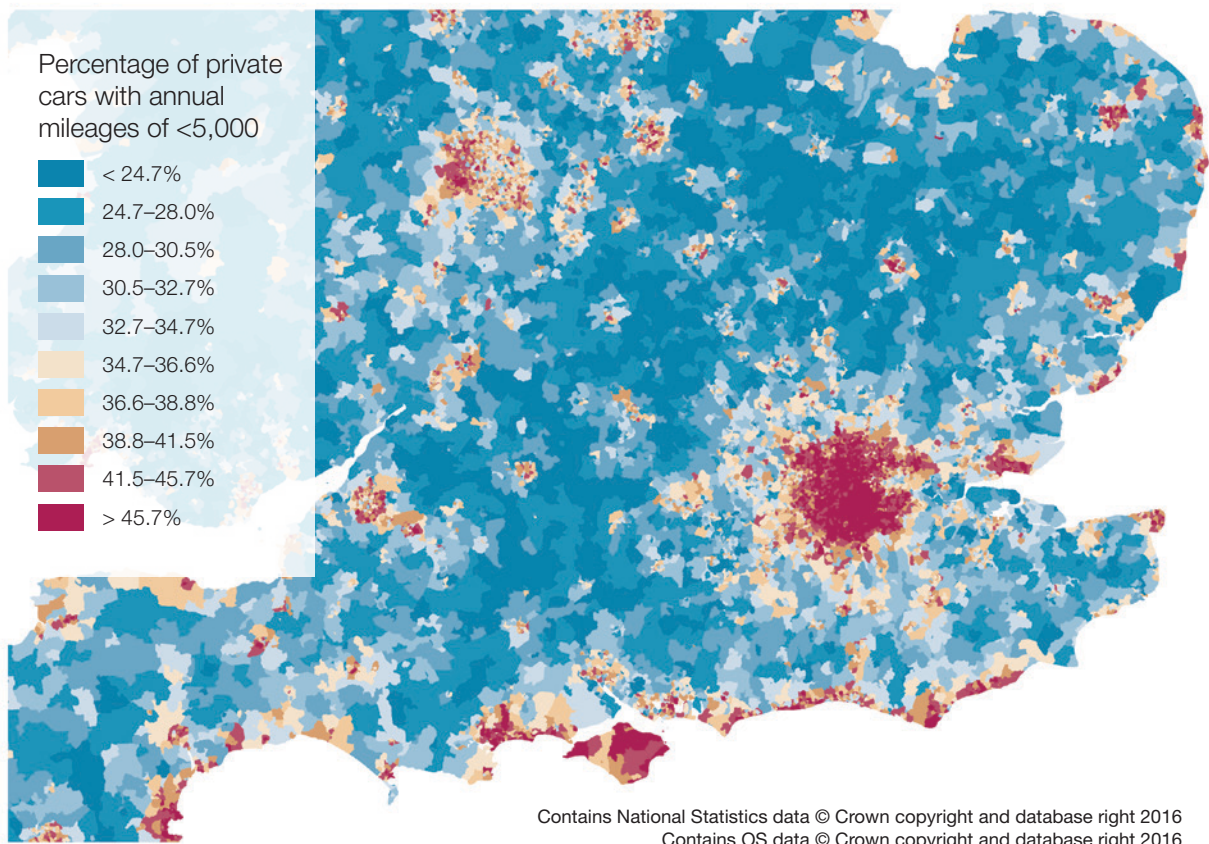 Percentage of private
cars with annual
mileages of <5,000
< 24.7%
24.7–28.0%
28.0–30.5%
30.5–32.7%
32.7–34.7%
34.7–36.6%
36.6–38.8%
38.8–41.5%
41.5–45.7%
> 45.7%
Contains National Statistics data © Crown copyright and database right 2016
Contains OS data © Crown copyright and database right 2016